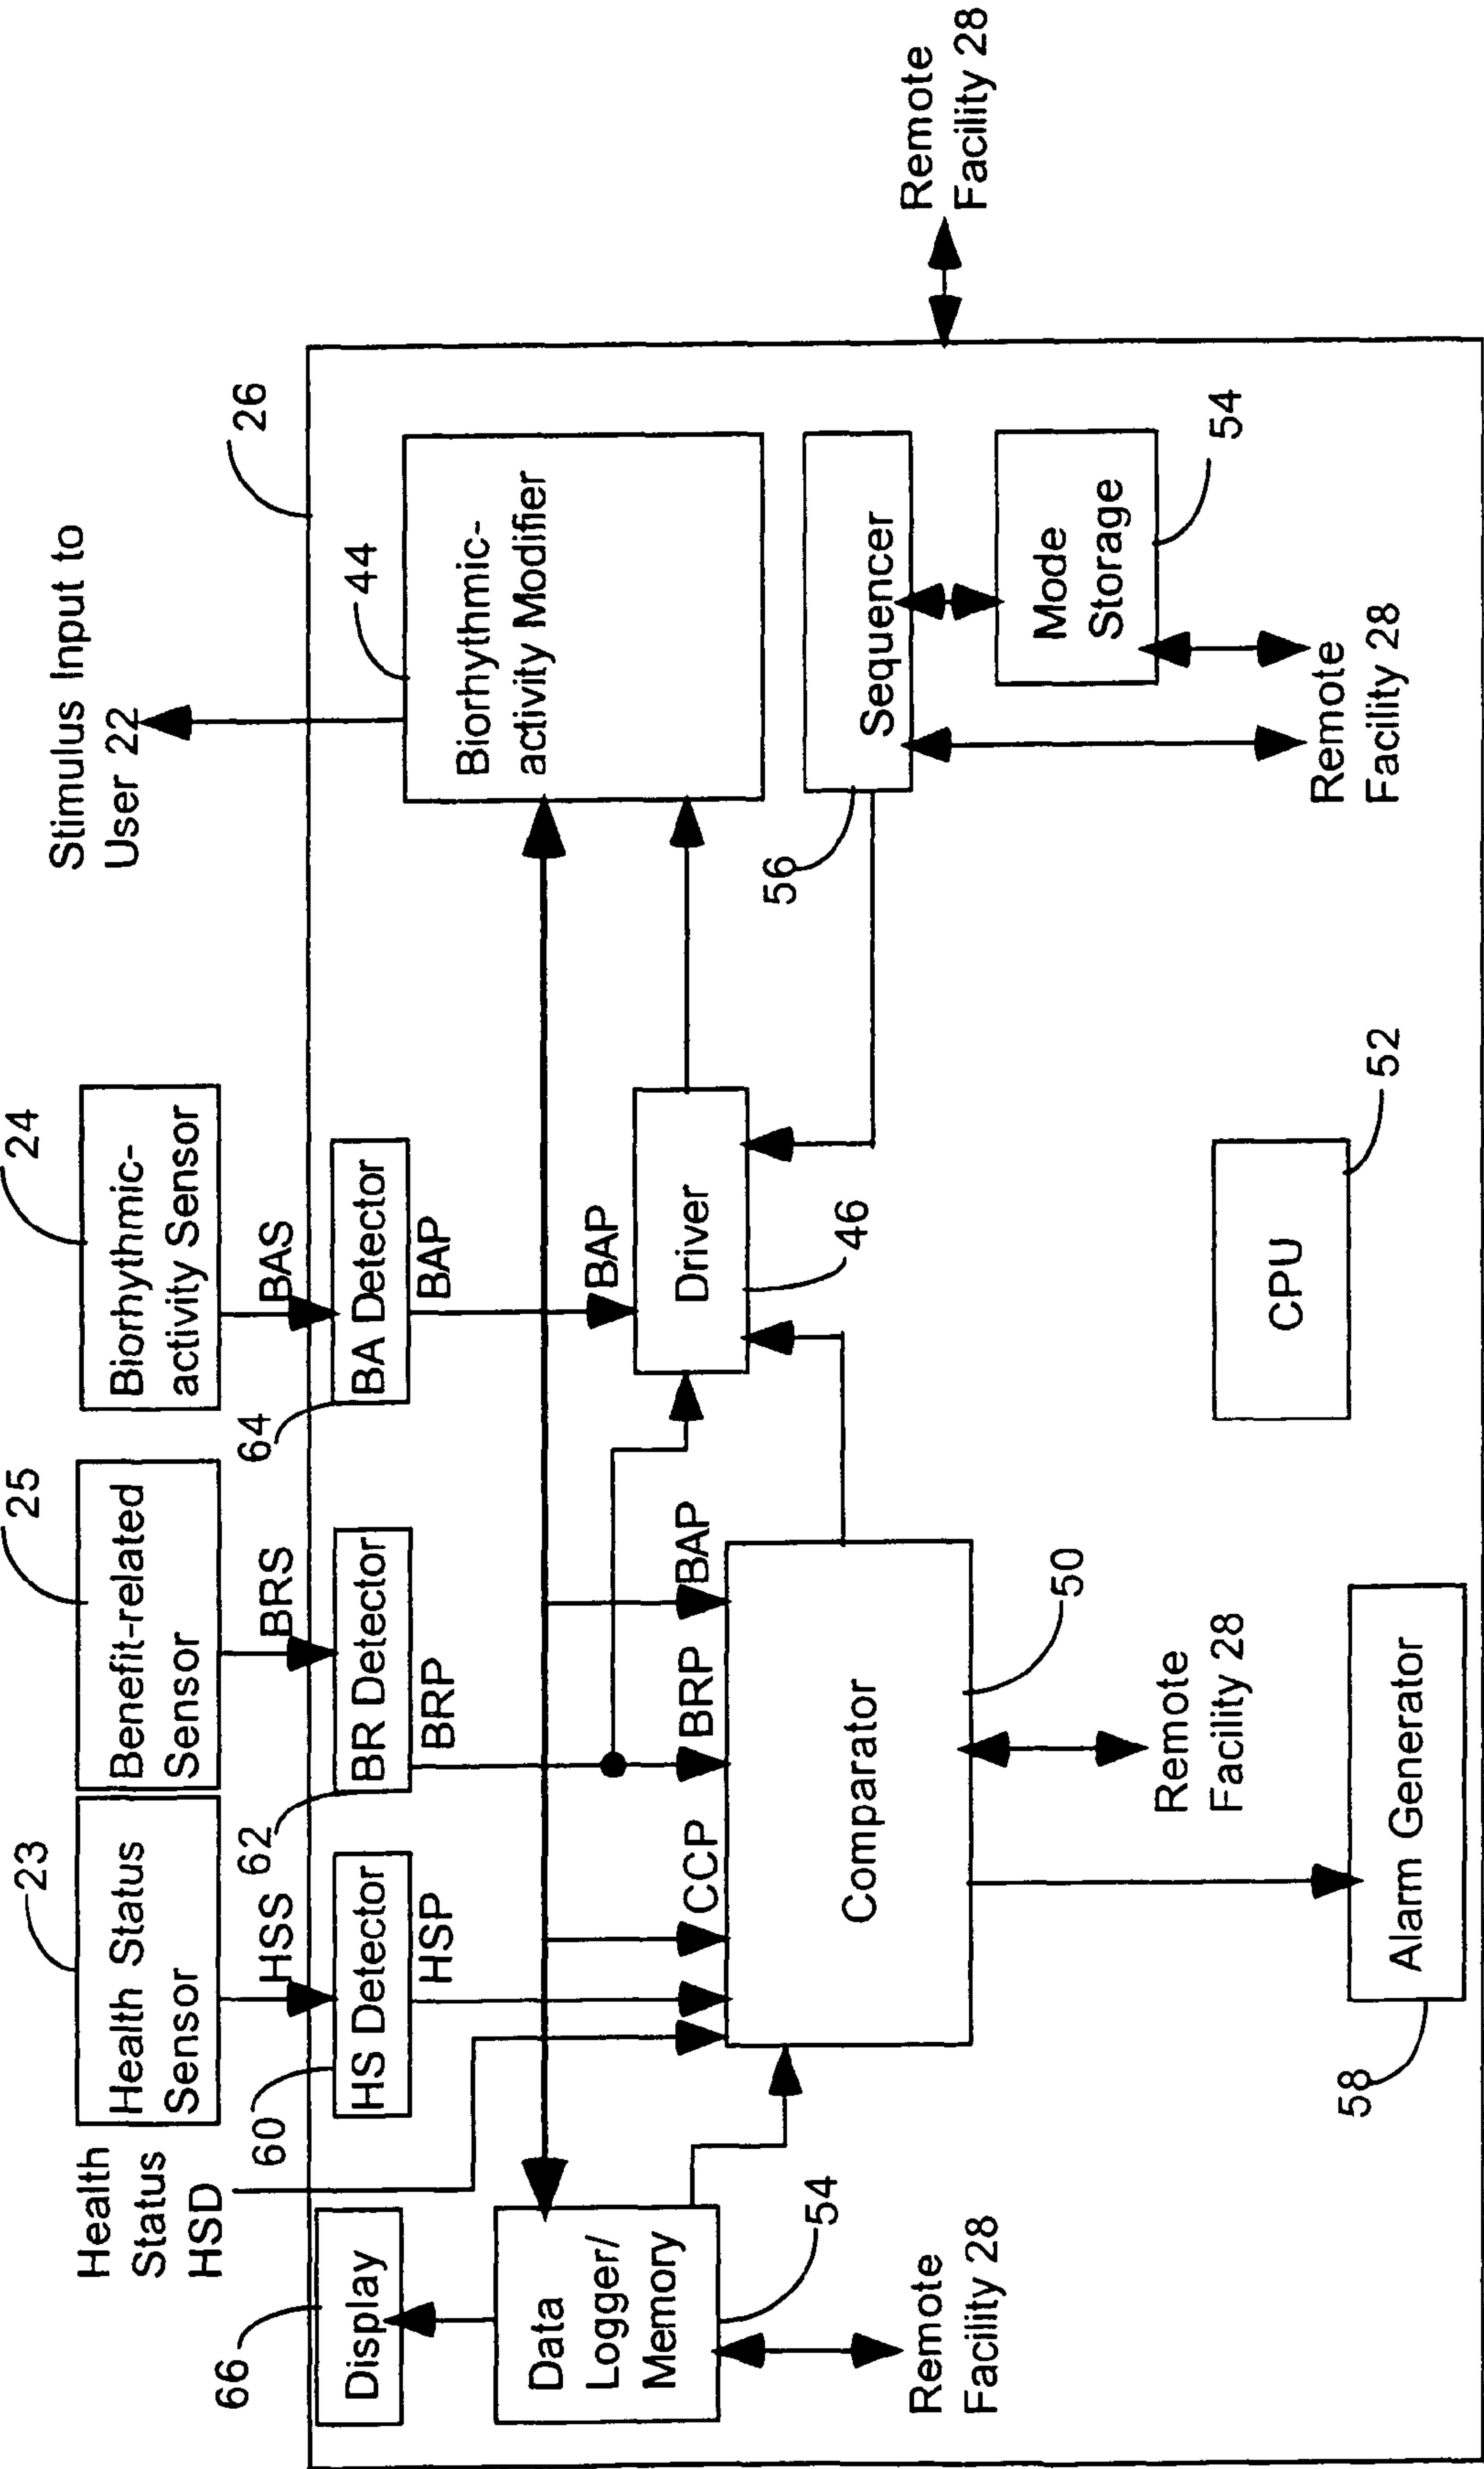 Health
Status
HSD
23
Health Status
Sensor
25
Benefit-related
Sensor
24
Biorhythmic-
activity Sensor
Stimulus Input to
User 22
HSS
BRS
BAS
26
66
Display
60
HS Detector
HSP
62
BR Detector
BRP
64
BA Detector
BAP
44
Biorhythmic-
activity Modifier
Data
Logger/
Memory
54
Remote
Facility 28
CCP
BRP
BAP
Comparator
50
Remote
Facility 28
BAP
Driver
46
56
Sequencer
Mode
Storage
54
Remote
Facility 28
Remote
Facility 28
58
Alarm Generator
CPU
52